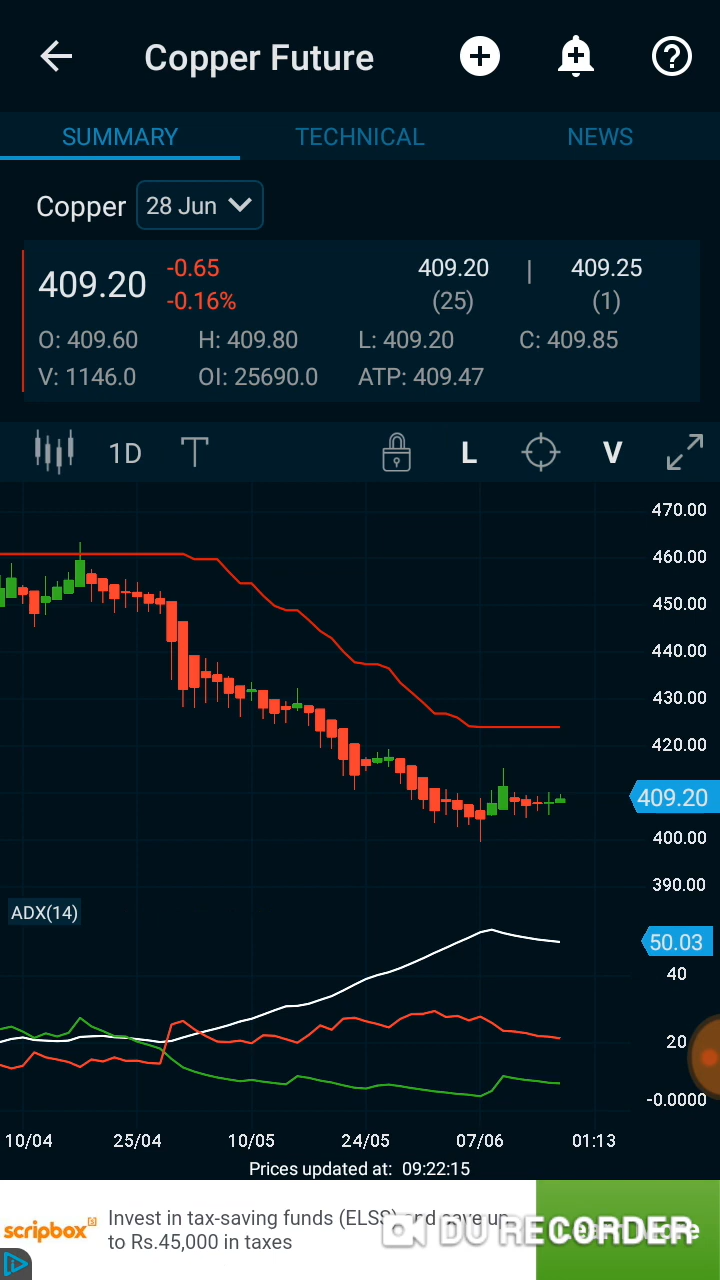 Copper Future
SUMMARY TECHNICAL NEWS
Copper 28 Jun
409.20 -0.65 409.20 | 409.25
-0.16% (25) (1)
O: 409.60 H: 409.80 L: 409.20 C: 409.85
V: 1146.0 OI: 25690.0 ATP: 409.47
1D T L V
470.00
460.00
450.00
440.00
430.00
420.00
409.20
400.00
390.00
ADX(14)
50.03
40
20
-0.0000
10/04 25/04 10/05 24/05 07/06 01:13
Prices updated at: 09:22:15
scripbox Invest in tax-saving funds (ELSS) and save up
to Rs.45,000 in taxes
DU RECORDER